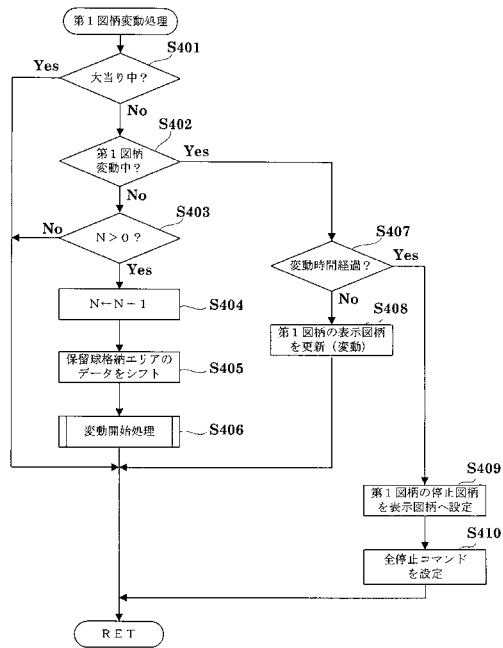 第１図柄変動処理
S401
Yes
大当り中？
No
S402
第１図柄
変動中？
Yes
No
S403
No
Ｎ＞０？
Yes
S407
変動時間経過？
Yes
No
Ｎ←Ｎ－１
S404
S408
第１図柄の表示図柄
を更新（変動）
保留球格納エリアの
データをシフト
S405
変動開始処理
S406
S409
第１図柄の停止図柄
を表示図柄へ設定
S410
全停止コマンド
を設定
ＲＥＴ